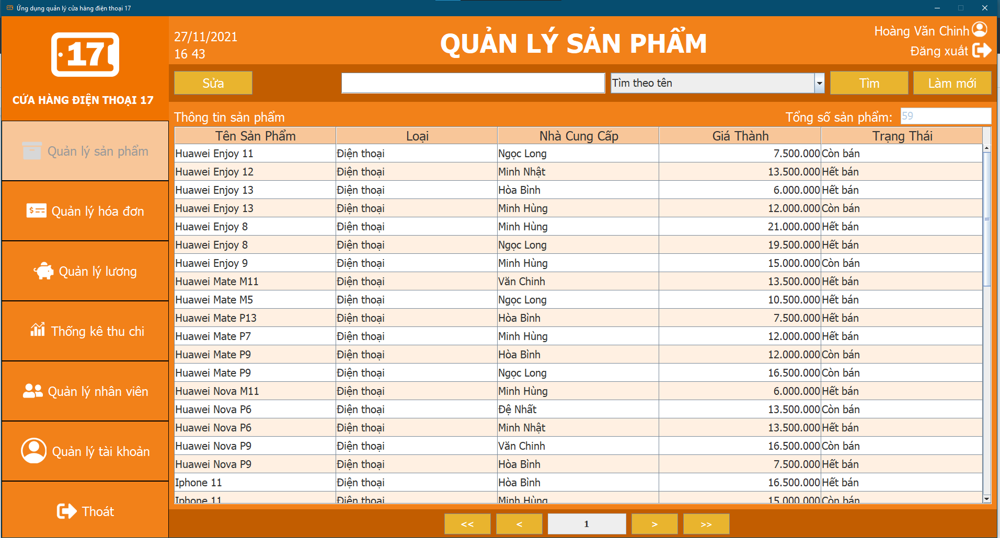 Ứng dụng quản lý cửa hàng điện thoại 17
17
CỨA HÀNG ĐIỆN THOẠI 17
27/11/2021
16 43
QUẢN LÝ SẢN PHẨM
Hoàng Văn Chinh
Đăng xuất
Sửa
Tìm theo tên
Tìm
Làm mới
Thông tin sản phẩm
Tổng số sản phẩm: 59
Quản lý sản phẩm
Quản lý hóa đơn
Quản lý lương
Thống kê thu chi
Quản lý nhân viên
Quản lý tài khoản
Thoát
Tên Sản Phẩm Loại Nhà Cung Cấp Giá Thành Trạng Thái
Huawei Enjoy 11 Điện thoại Ngọc Long 7.500.000 Còn bán
Huawei Enjoy 12 Điện thoại Minh Nhật 13.500.000 Hết bán
Huawei Enjoy 13 Điện thoại Hòa Bình 6.000.000 Hết bán
Huawei Enjoy 13 Điện thoại Minh Hùng 12.000.000 Còn bán
Huawei Enjoy 8 Điện thoại Minh Hùng 21.000.000 Hết bán
Huawei Enjoy 8 Điện thoại Ngọc Long 19.500.000 Hết bán
Huawei Enjoy 9 Điện thoại Minh Hùng 15.000.000 Còn bán
Huawei Mate M11 Điện thoại Văn Chinh 13.500.000 Hết bán
Huawei Mate M5 Điện thoại Ngọc Long 10.500.000 Hết bán
Huawei Mate P13 Điện thoại Hòa Bình 7.500.000 Hết bán
Huawei Mate P7 Điện thoại Minh Hùng 12.000.000 Hết bán
Huawei Mate P9 Điện thoại Hòa Bình 12.000.000 Còn bán
Huawei Mate P9 Điện thoại Ngọc Long 16.500.000 Còn bán
Huawei Nova M11 Điện thoại Minh Hùng 6.000.000 Hết bán
Huawei Nova P6 Điện thoại Đệ Nhất 13.500.000 Còn bán
Huawei Nova P6 Điện thoại Minh Nhật 13.500.000 Hết bán
Huawei Nova P9 Điện thoại Văn Chinh 16.500.000 Còn bán
Huawei Nova P9 Điện thoại Hòa Bình 7.500.000 Hết bán
Iphone 11 Điện thoại Hòa Bình 16.500.000 Hết bán
Iphone 11 Điện thoại Minh Hùng 15.000.000 Còn bán
<< < 1 > >>